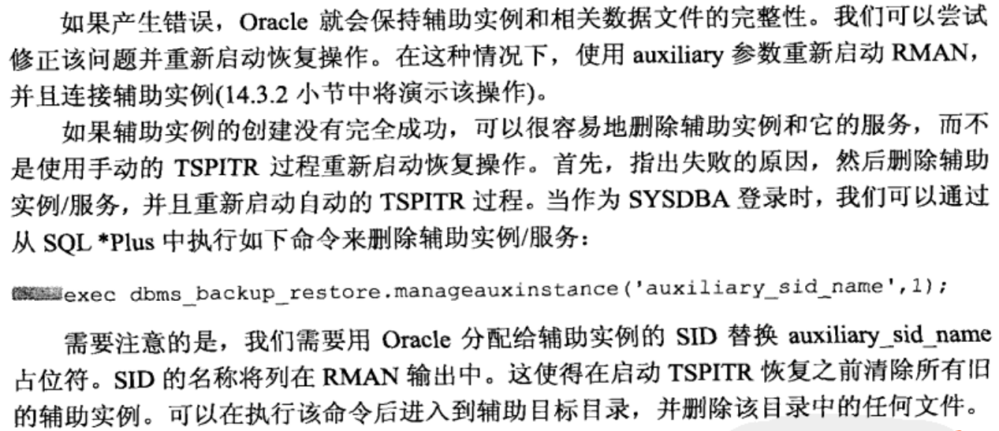 如果产生错误，Oracle 就会保持辅助实例和相关数据文件的完整性。我们可以尝试
修正该问题并重新启动恢复操作。在这种情况下，使用 auxiliary 参数重新启动 RMAN，
并且连接辅助实例(14.3.2 小节中将演示该操作)。
如果辅助实例的创建没有完全成功，可以很容易地删除辅助实例和它的服务，而不
是使用手动的 TSPITR 过程重新启动恢复操作。首先，指出失败的原因，然后删除辅助
实例/服务，并且重新启动自动的 TSPITR 过程。当作为 SYSDBA 登录时，我们可以通过
从 SQL *Plus 中执行如下命令来删除辅助实例/服务：
exec dbms_backup_restore.manageauxinstance('auxiliary_sid_name',1);
需要注意的是，我们需要用 Oracle 分配给辅助实例的 SID 替换 auxiliary_sid_name
占位符。SID 的名称将列在 RMAN 输出中。这使得在启动 TSPITR 恢复之前清除所有旧
的辅助实例。可以在执行该命令后进入到辅助目标目录，并删除该目录中的任何文件。